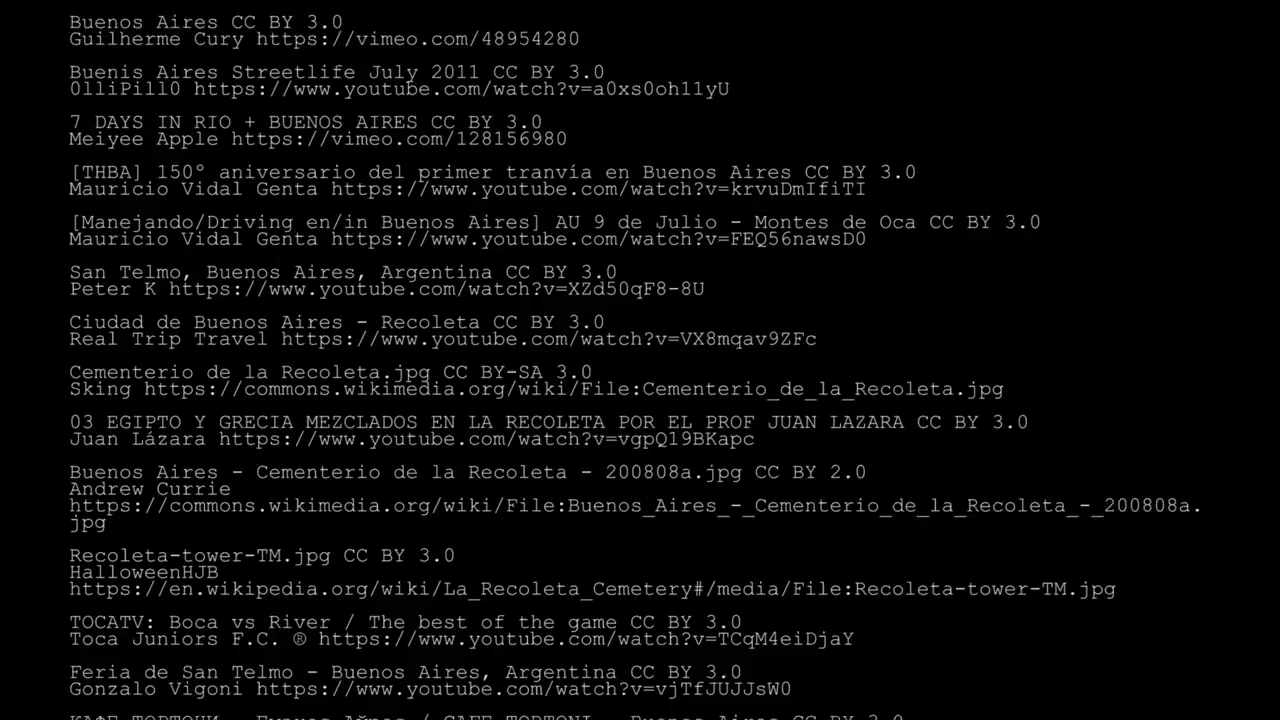 Buenos Aires CC BY 3.0
Guilherme Cury https://vimeo.com/48954280
Buenis Aires Streetlife July 2011 CC BY 3.0
0lliPill0 https://www.youtube.com/watch?v=a0xs0oh11yU
7 DAYS IN RIO + BUENOS AIRES CC BY 3.0
Meiyee Apple https://vimeo.com/128156980
[THBA] 150° aniversario del primer tranvía en Buenos Aires CC BY 3.0
Mauricio Vidal Genta https://www.youtube.com/watch?v=krvuDmIfiTI
[Manejando/Driving en/in Buenos Aires] AU 9 de Julio - Montes de Oca CC BY 3.0
Mauricio Vidal Genta https://www.youtube.com/watch?v=FEQ56nawsD0
San Telmo, Buenos Aires, Argentina CC BY 3.0
Peter K https://www.youtube.com/watch?v=XZd50qF8-8U
Ciudad de Buenos Aires - Recoleta CC BY 3.0
Real Trip Travel https://www.youtube.com/watch?v=VX8mqav9ZFc
Cementerio de la Recoleta.jpg CC BY-SA 3.0
Sking https://commons.wikimedia.org/wiki/File:Cementerio_de_la_Recoleta.jpg
03 EGIPTO Y GRECIA MEZCLADOS EN LA RECOLETA POR EL PROF JUAN LAZARA CC BY 3.0
Juan Lázara https://www.youtube.com/watch?v=vgpQ19BKapc
Buenos Aires - Cementerio de la Recoleta - 200808a.jpg CC BY 2.0
Andrew Currie
https://commons.wikimedia.org/wiki/File:Buenos_Aires_-_Cementerio_de_la_Recoleta_-_200808a.
jpg
Recoleta-tower-TM.jpg CC BY 3.0
HalloweenHJB
https://en.wikipedia.org/wiki/La_Recoleta_Cemetery#/media/File:Recoleta-tower-TM.jpg
TOCATV: Boca vs River / The best of the game CC BY 3.0
Toca Juniors F.C. ® https://www.youtube.com/watch?v=TCqM4eiDjaY
Feria de San Telmo - Buenos Aires, Argentina CC BY 3.0
Gonzalo Vigoni https://www.youtube.com/watch?v=vjTfJUJJsW0